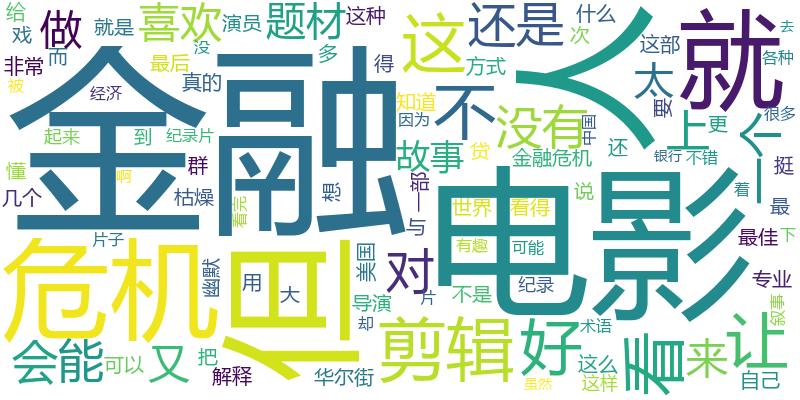 给 喜欢 演员 题材 这种 还是 什么 次 就
戏 做 就是 没 多 这 方式 这部 去
非常 而 最后 真的 得 不 人 太 各种
被 经济 知道 没有 要 上 更 很多
金融 因为 中国 一个
起来 到 纪录片 故事 贷 金融危机 还 银行 不错 挺
懂 啊 群 想 一部 电影 说 着
几个 枯燥 看完 与 世界 看得 最
片子 但 美国 对 有趣 可能 最佳 下
危机 幽默 用 大 导演 片 不是 纪录 专业
却 叙事
会能 又 把 剪辑 好 术语 看 来 让
可以 解释 华尔街 这么 这样 自己
虽然